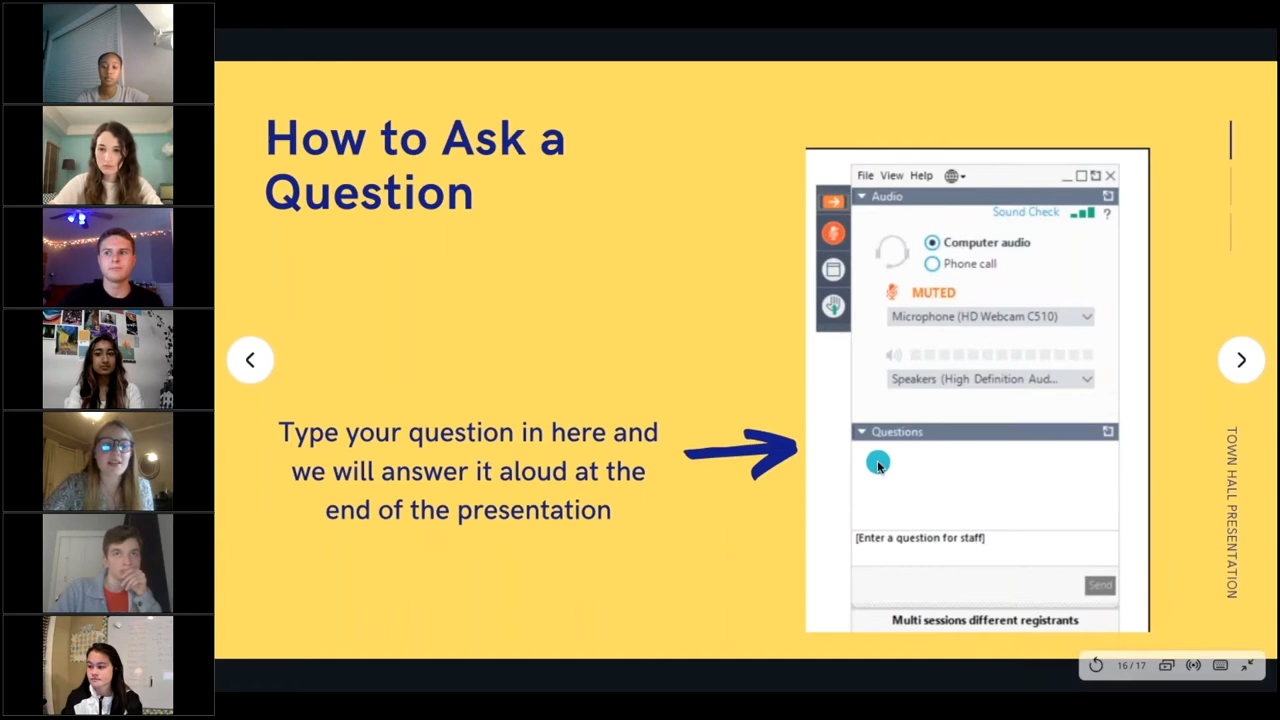 How to Ask a
Question
Type your question in here and
we will answer it aloud at the
end of the presentation
File View Help
Audio
Sound Check
?
Computer audio
Phone call
MUTED
Microphone (HD Webcam C510)
Speakers (High Definition Aud...
Questions
[Enter a question for staff]
Send
Multi sessions different registrants
TOWN HALL PRESENTATION
16 / 17